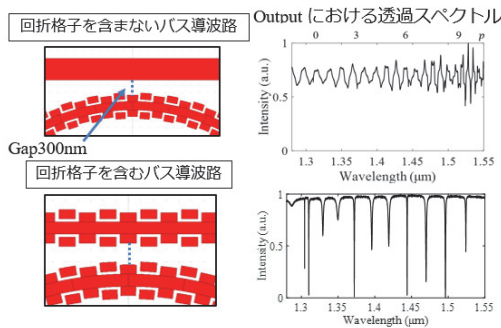 回折格子を含まないバス導波路
Output における透過スペクトル
0 3 6 9 p
Intensity (a.u.)
1
0.5
0
1.3 1.35 1.4 1.45 1.5 1.55
Wavelength (μm)
Gap300nm
回折格子を含むバス導波路
Intensity (a.u.)
1
0.5
0
1.3 1.35 1.4 1.45 1.5 1.55
Wavelength (μm)